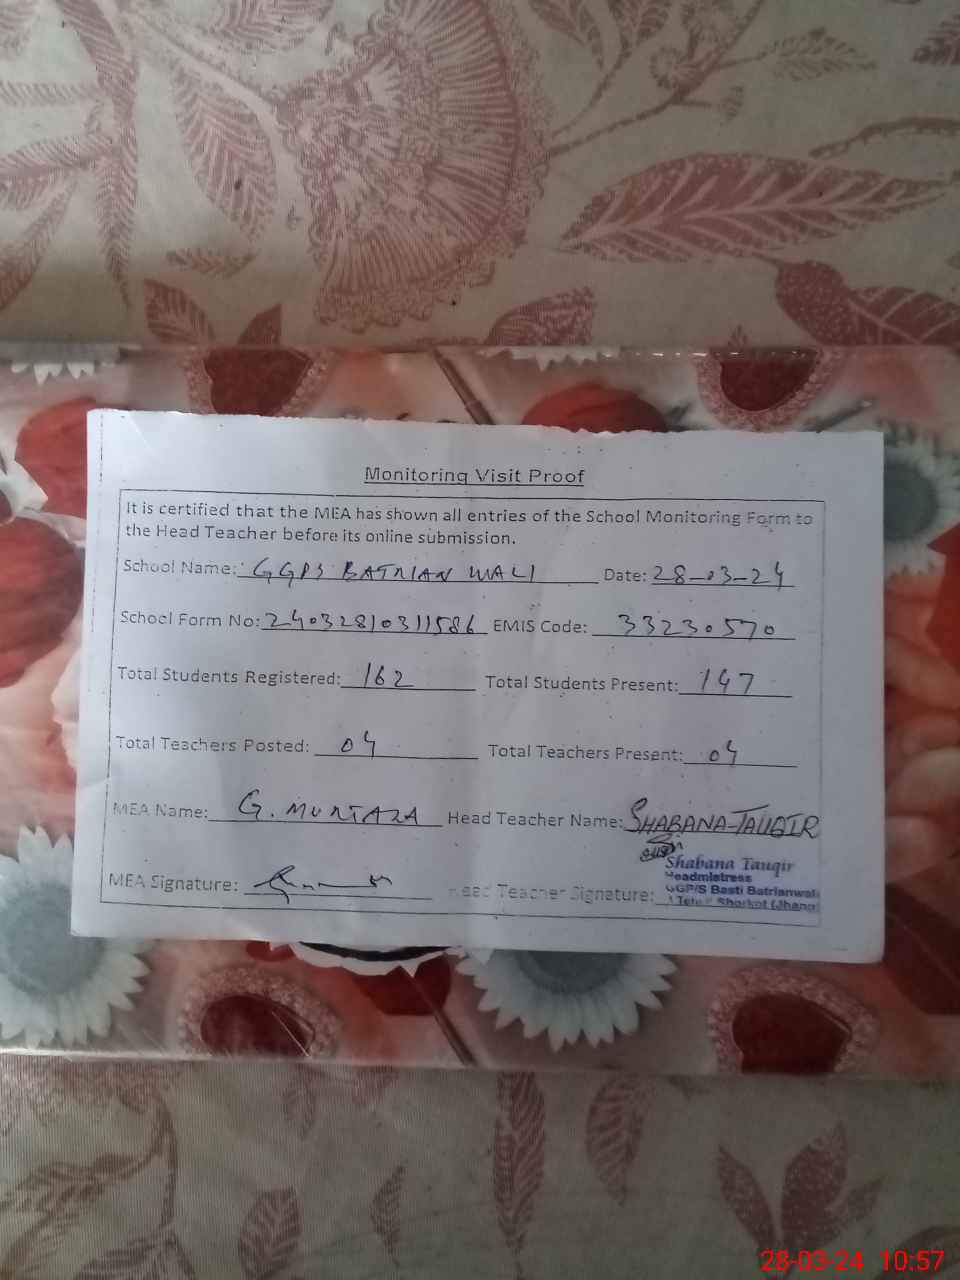 Monitoring Visit Proof
It is certified that the MEA has shown all entries of the School Monitoring Form to
the Head Teacher before its online submission.
School Name: GGPS BATRIAN WALI Date: 28-03-24
School Form No: 24032810311586 EMIS Code: 33230570
Total Students Registered: 162 Total Students Present: 147
Total Teachers Posted: 04 Total Teachers Present: 04
MEA Name: G. MURTAZA Head Teacher Name: SHABANA-TAUQIR
Shabana Tauqir
Headmistress
MEA Signature: Head Teacher Signature: GGP/S Basti Batrianwali
Shorkot (Jhang)
28-03-24 10:57